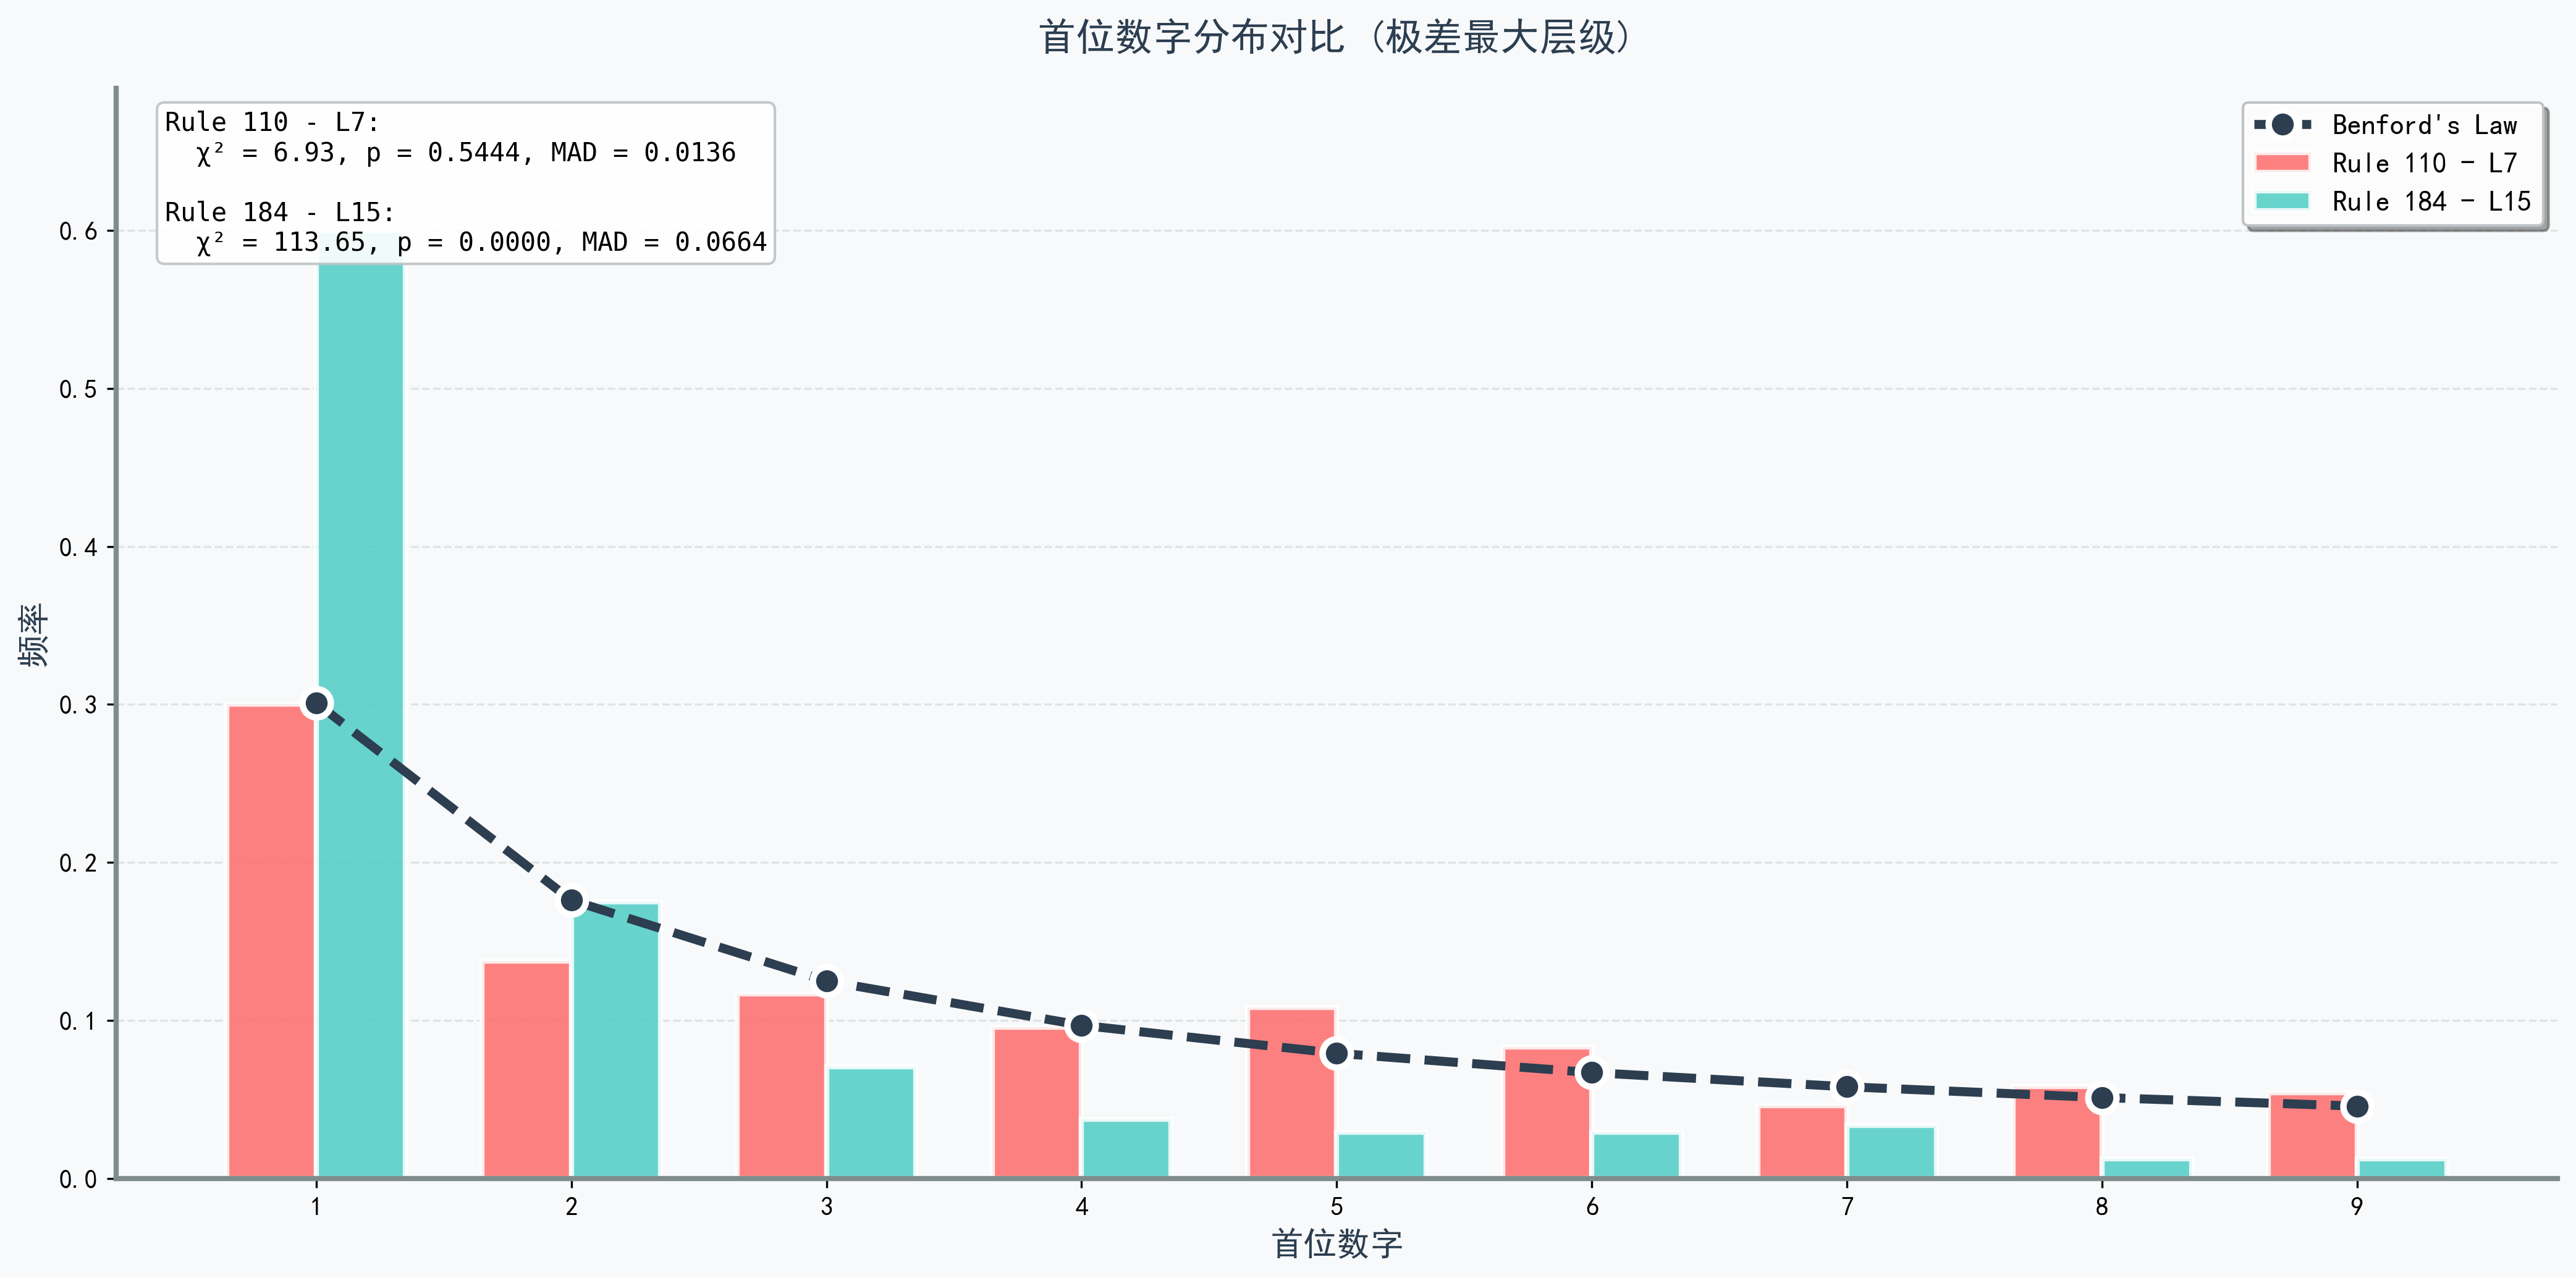 首位数字分布对比 (极差最大层级)
Rule 110 - L7:
χ² = 6.93, p = 0.5444, MAD = 0.0136
Rule 184 - L15:
χ² = 113.65, p = 0.0000, MAD = 0.0664
Benford's Law
Rule 110 - L7
Rule 184 - L15
频率
0.6
0.5
0.4
0.3
0.2
0.1
0.0
1 2 3 4 5 6 7 8 9
首位数字